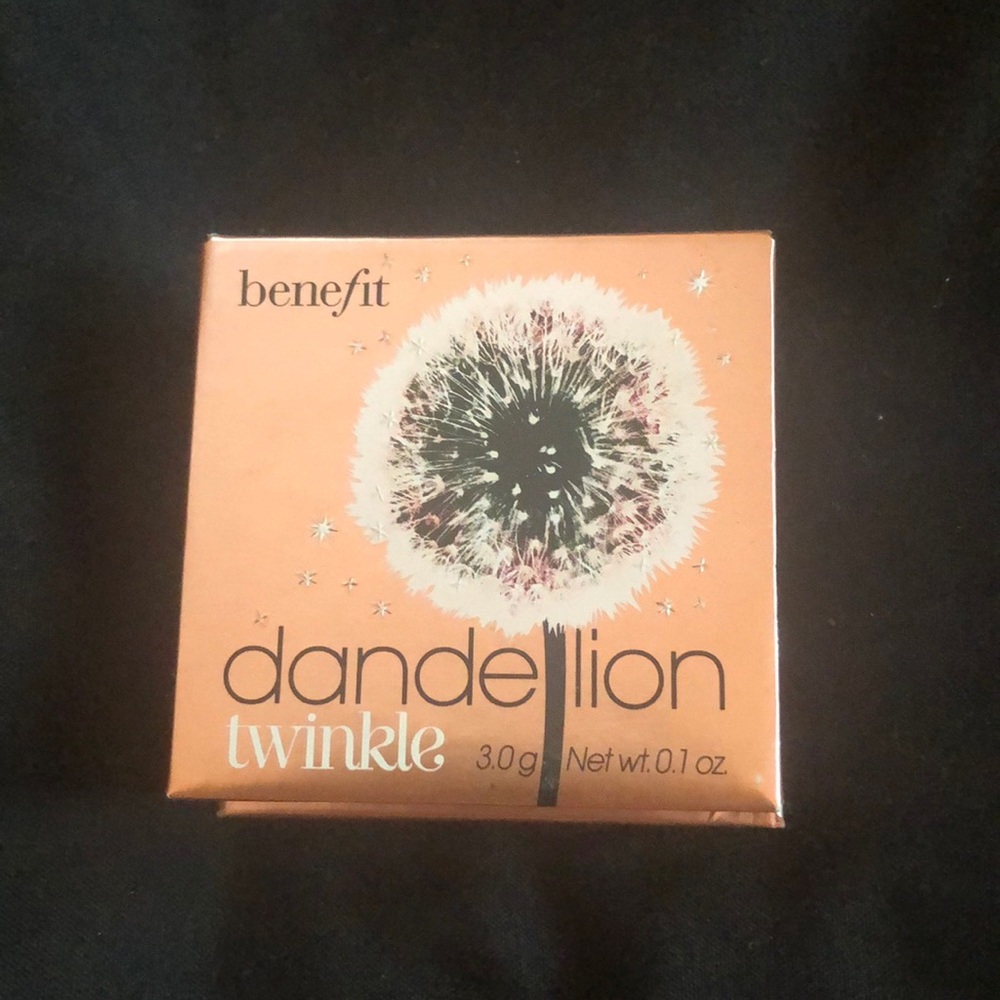 benefit
dandelion
twinkle
3.0 g Net wt. 0.1 oz.